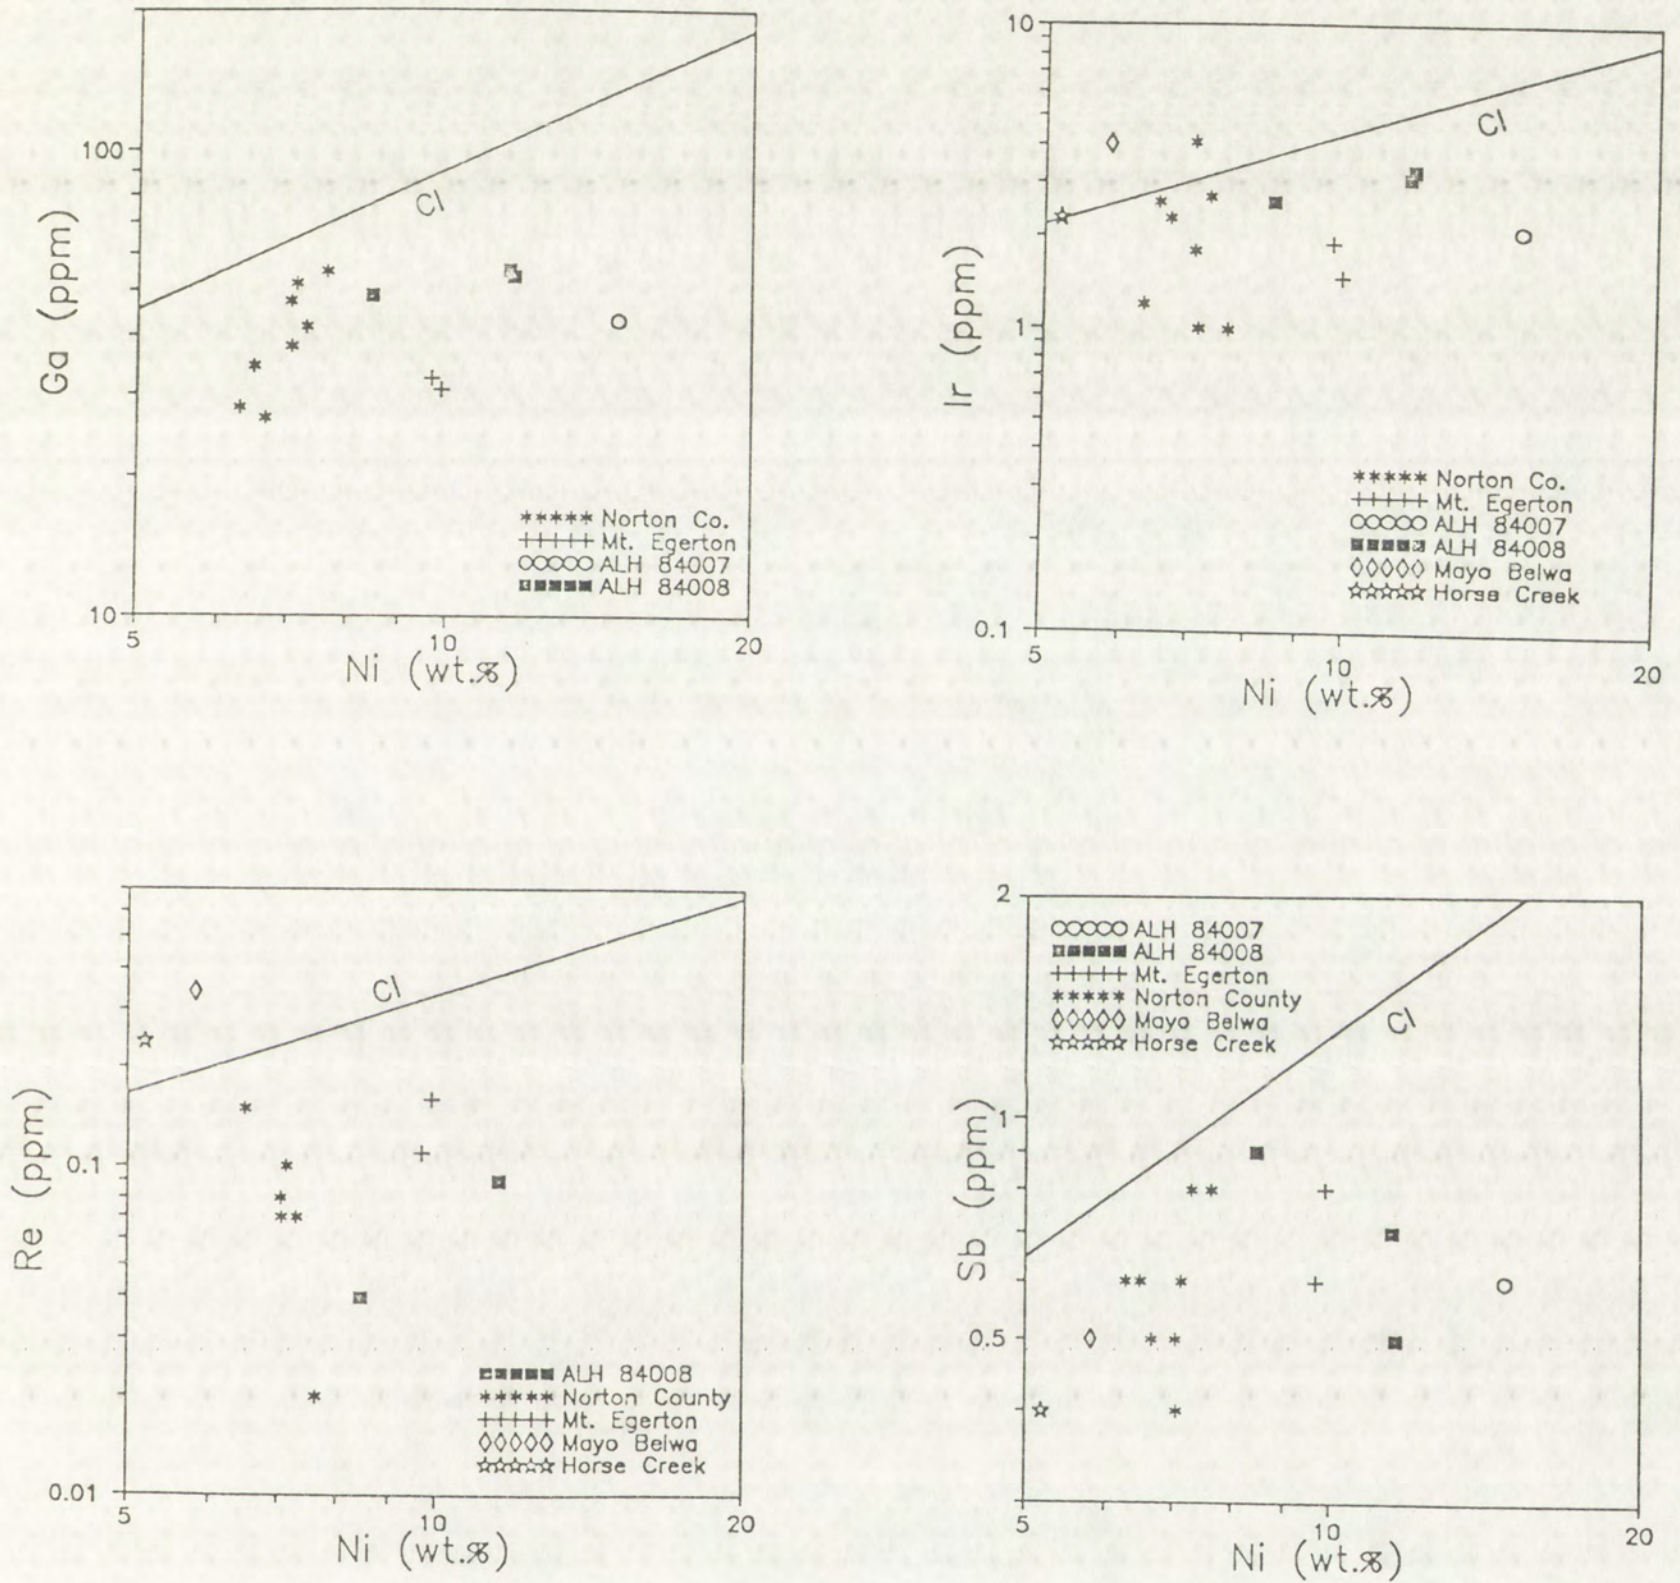 Ga (ppm)
100
10
CI
***** Norton Co.
+++++ Mt. Egerton
○○○○○ ALH 84007
■■■■■ ALH 84008
5 10 20
Ni (wt.%)
Ir (ppm)
10
1
0.1
CI
***** Norton Co.
+++++ Mt. Egerton
○○○○○ ALH 84007
■■■■■ ALH 84008
◊◊◊◊◊ Mayo Belwa
☆☆☆☆☆ Horse Creek
5 10 20
Ni (wt.%)
Re (ppm)
0.1
0.01
CI
■■■■■ ALH 84008
***** Norton County
+++++ Mt. Egerton
◊◊◊◊◊ Mayo Belwa
☆☆☆☆☆ Horse Creek
5 10 20
Ni (wt.%)
Sb (ppm)
2
1
0.5
○○○○○ ALH 84007
■■■■■ ALH 84008
+++++ Mt. Egerton
***** Norton County
◊◊◊◊◊ Mayo Belwa
☆☆☆☆☆ Horse Creek
CI
5 10 20
Ni (wt.%)